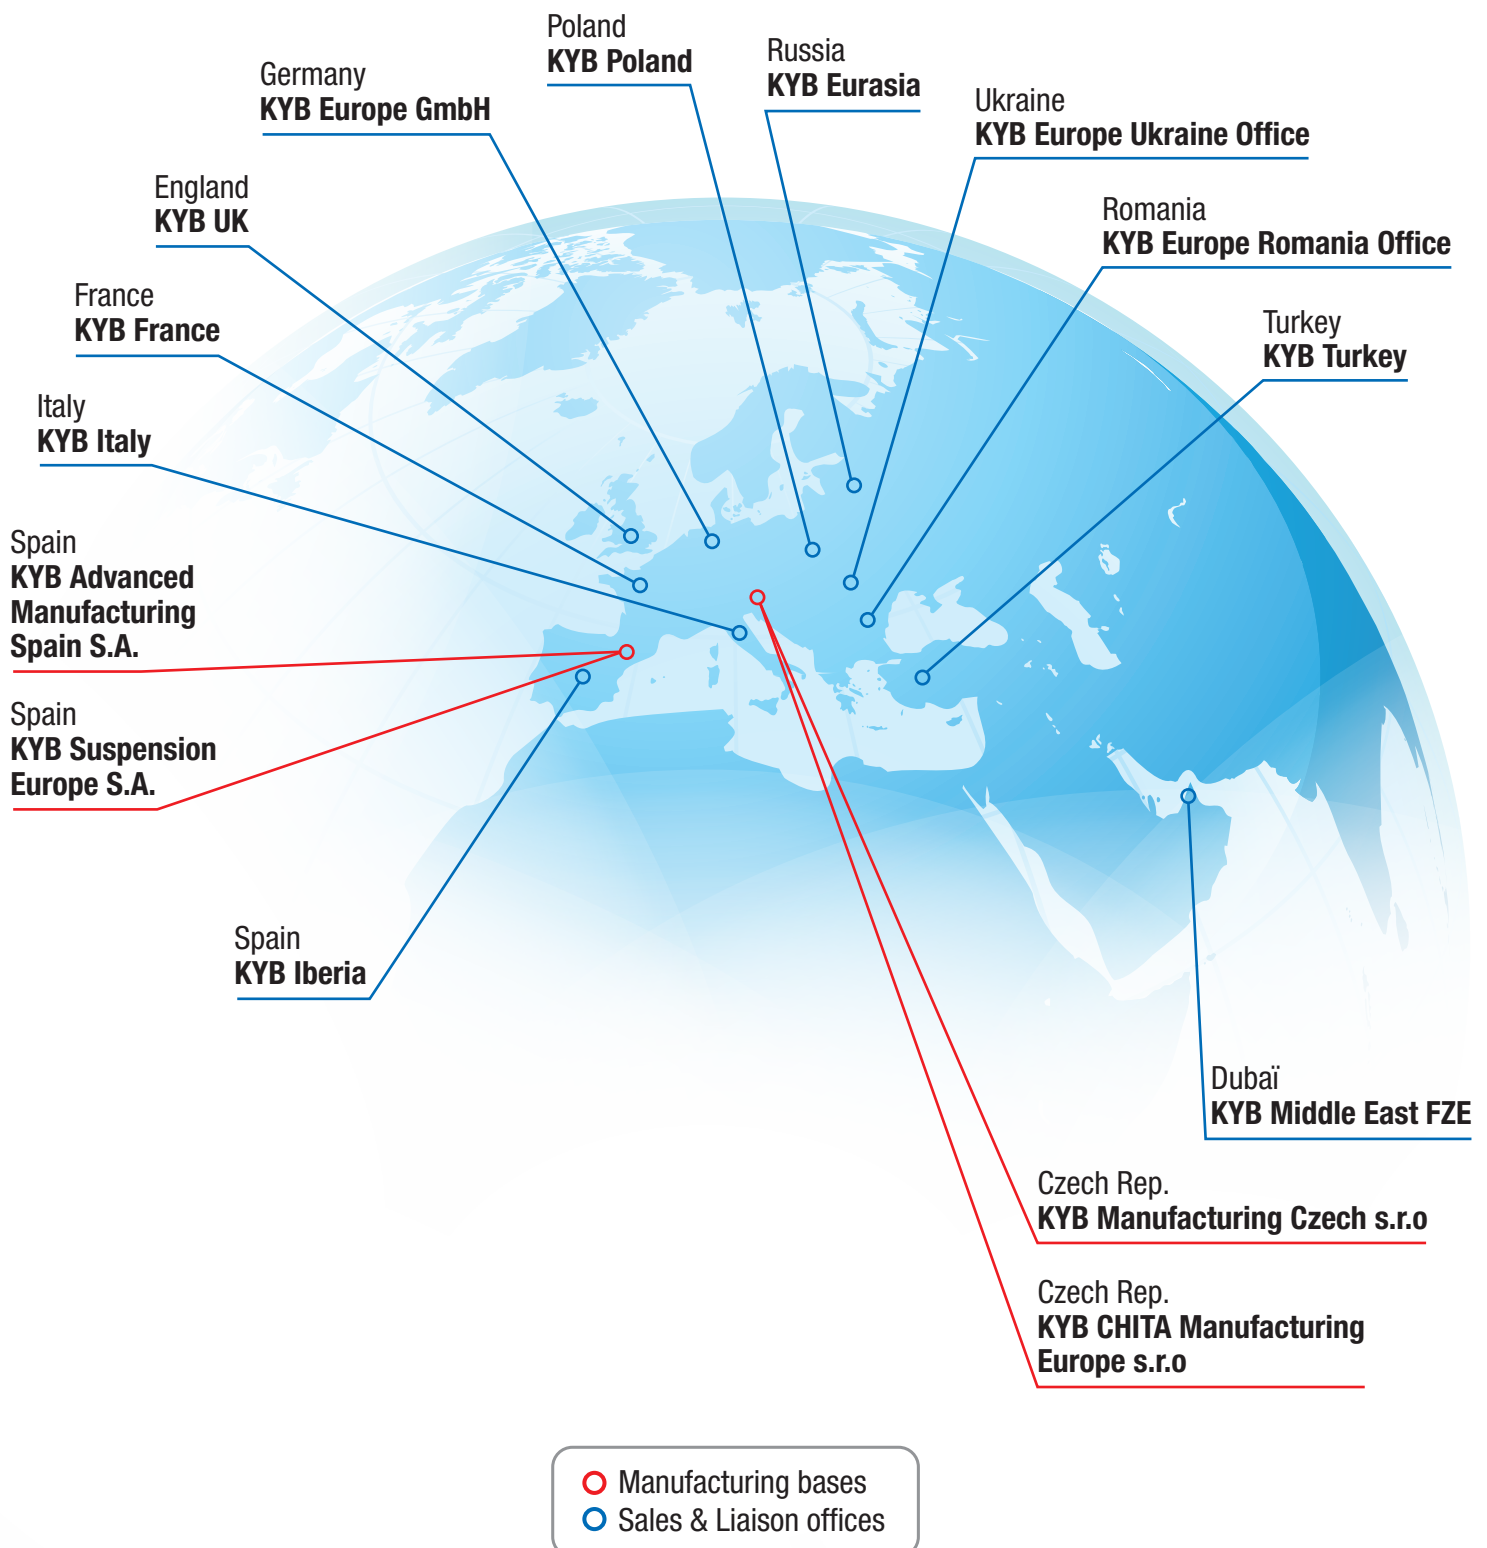 Poland
KYB Poland
Russia
KYB Eurasia
Germany
KYB Europe GmbH
Ukraine
KYB Europe Ukraine Office
England
KYB UK
Romania
KYB Europe Romania Office
France
KYB France
Turkey
KYB Turkey
Italy
KYB Italy
Spain
KYB Advanced
Manufacturing
Spain S.A.
Spain
KYB Suspension
Europe S.A.
Spain
KYB Iberia
Dubaï
KYB Middle East FZE
Czech Rep.
KYB Manufacturing Czech s.r.o
Czech Rep.
KYB CHITA Manufacturing
Europe s.r.o
Manufacturing bases
Sales & Liaison offices